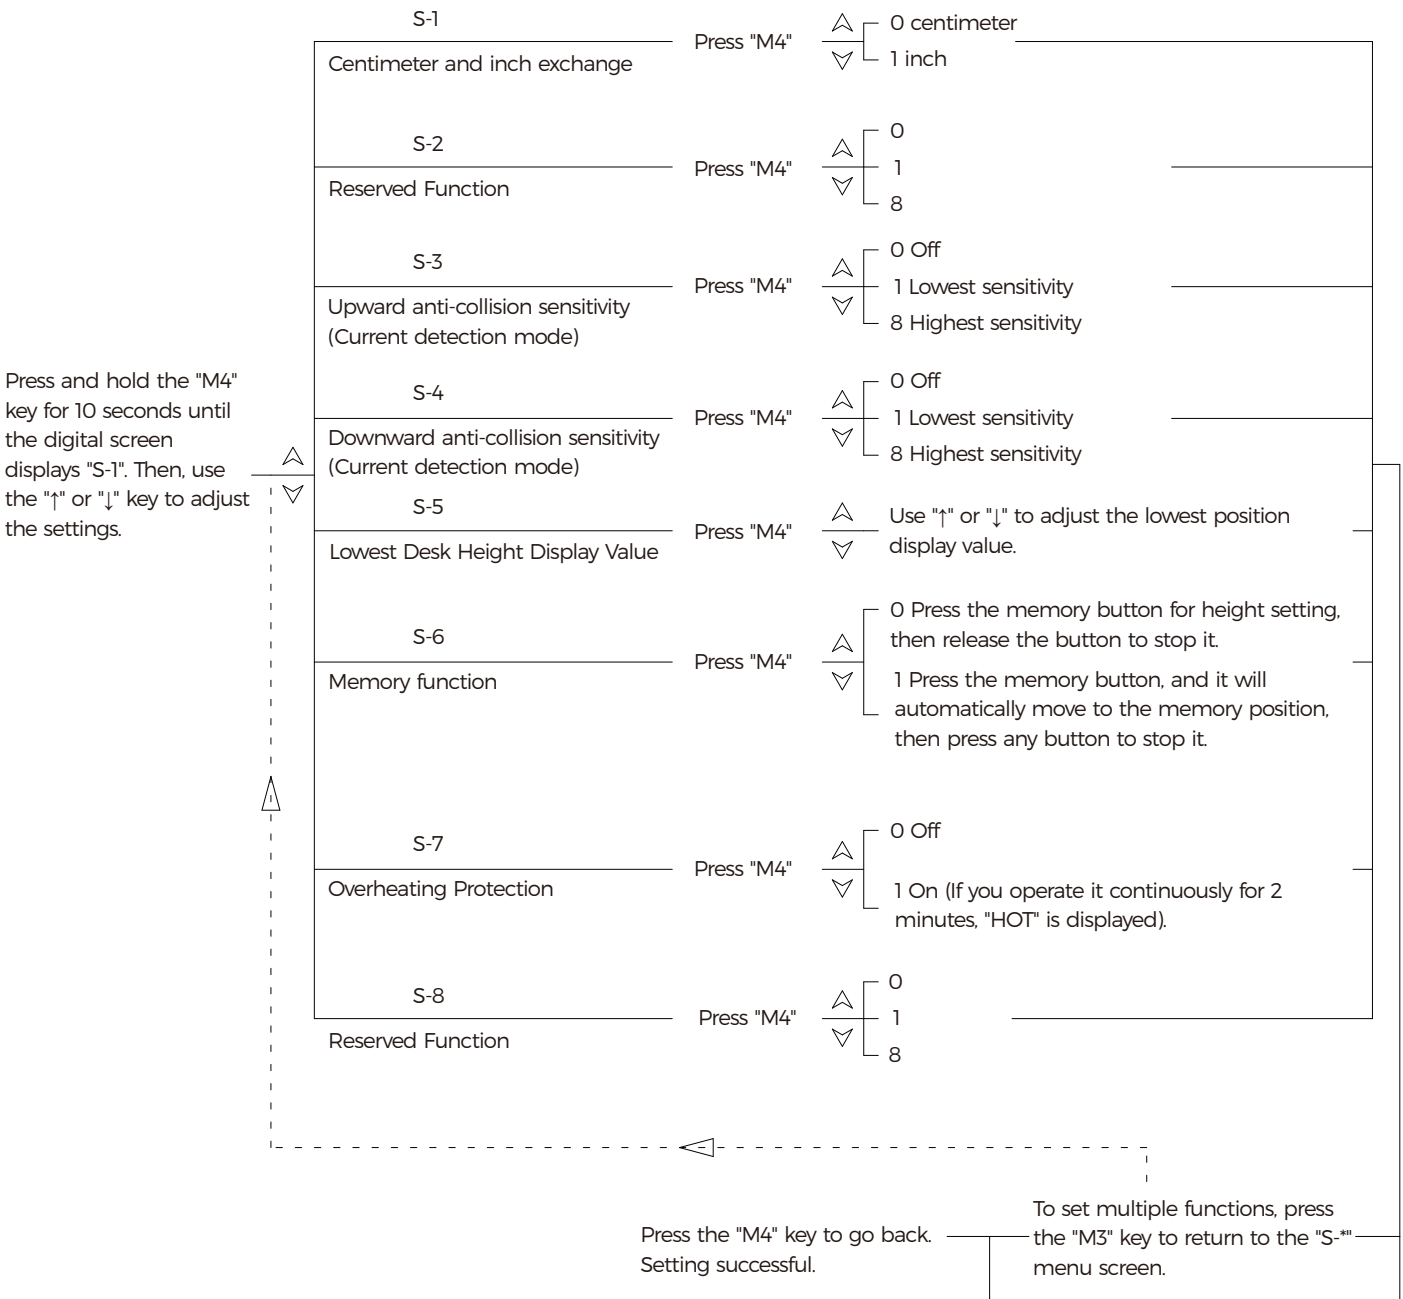 S-1
Press "M4"
0 centimeter
1 inch
Centimeter and inch exchange
S-2
Press "M4"
0
1
8
Reserved Function
S-3
Press "M4"
0 Off
1 Lowest sensitivity
8 Highest sensitivity
Upward anti-collision sensitivity
(Current detection mode)
S-4
Press "M4"
0 Off
1 Lowest sensitivity
8 Highest sensitivity
Downward anti-collision sensitivity
(Current detection mode)
Press and hold the "M4"
key for 10 seconds until
the digital screen
displays "S-1". Then, use
the "↑" or "↓" key to adjust
the settings.
S-5
Press "M4"
Use "↑" or "↓" to adjust the lowest position
display value.
Lowest Desk Height Display Value
S-6
Press "M4"
0 Press the memory button for height setting,
then release the button to stop it.
1 Press the memory button, and it will
automatically move to the memory position,
then press any button to stop it.
Memory function
S-7
Press "M4"
0 Off
1 On (If you operate it continuously for 2
minutes, "HOT" is displayed).
Overheating Protection
S-8
Press "M4"
0
1
8
Reserved Function
Press the "M4" key to go back.
Setting successful.
To set multiple functions, press
the "M3" key to return to the "S-*"
menu screen.